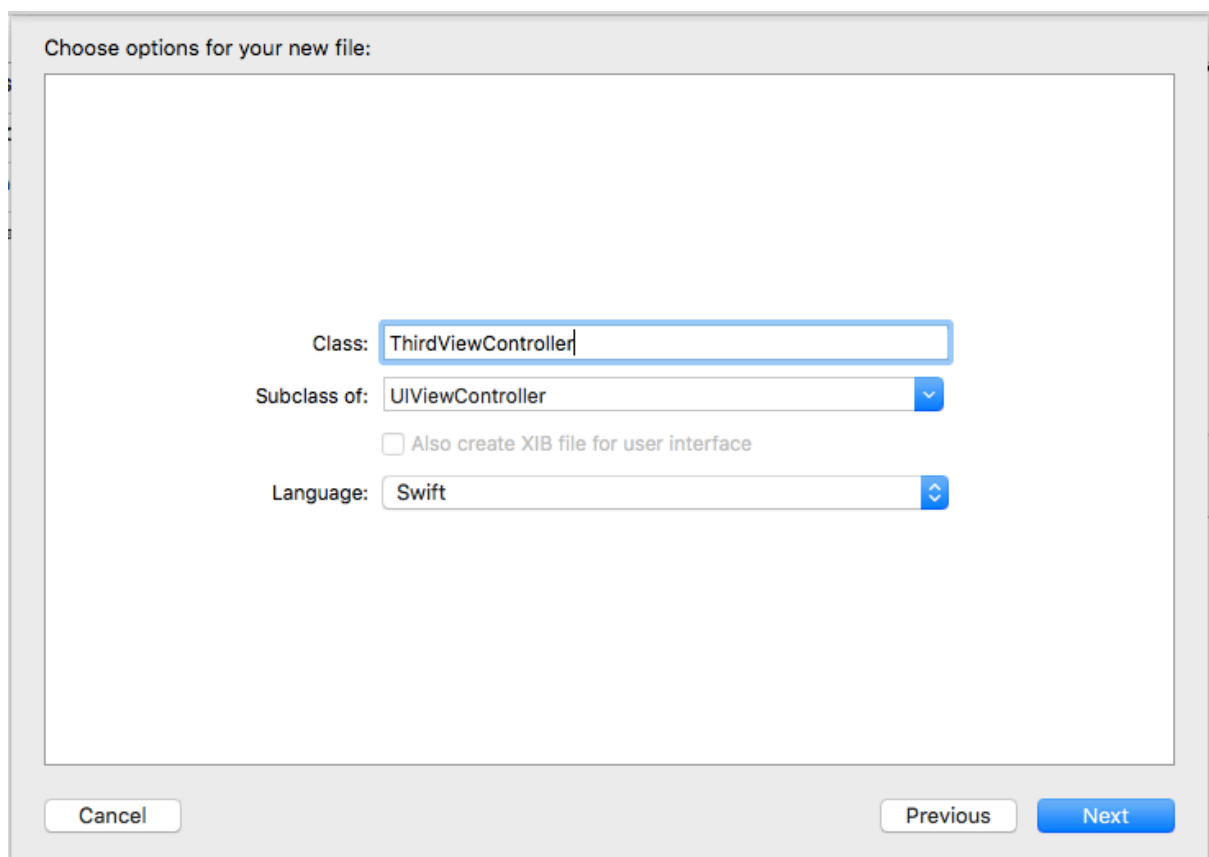 Choose options for your new file:
Class: ThirdViewController
Subclass of: UIViewController
Also create XIB file for user interface
Language: Swift
Cancel Previous Next